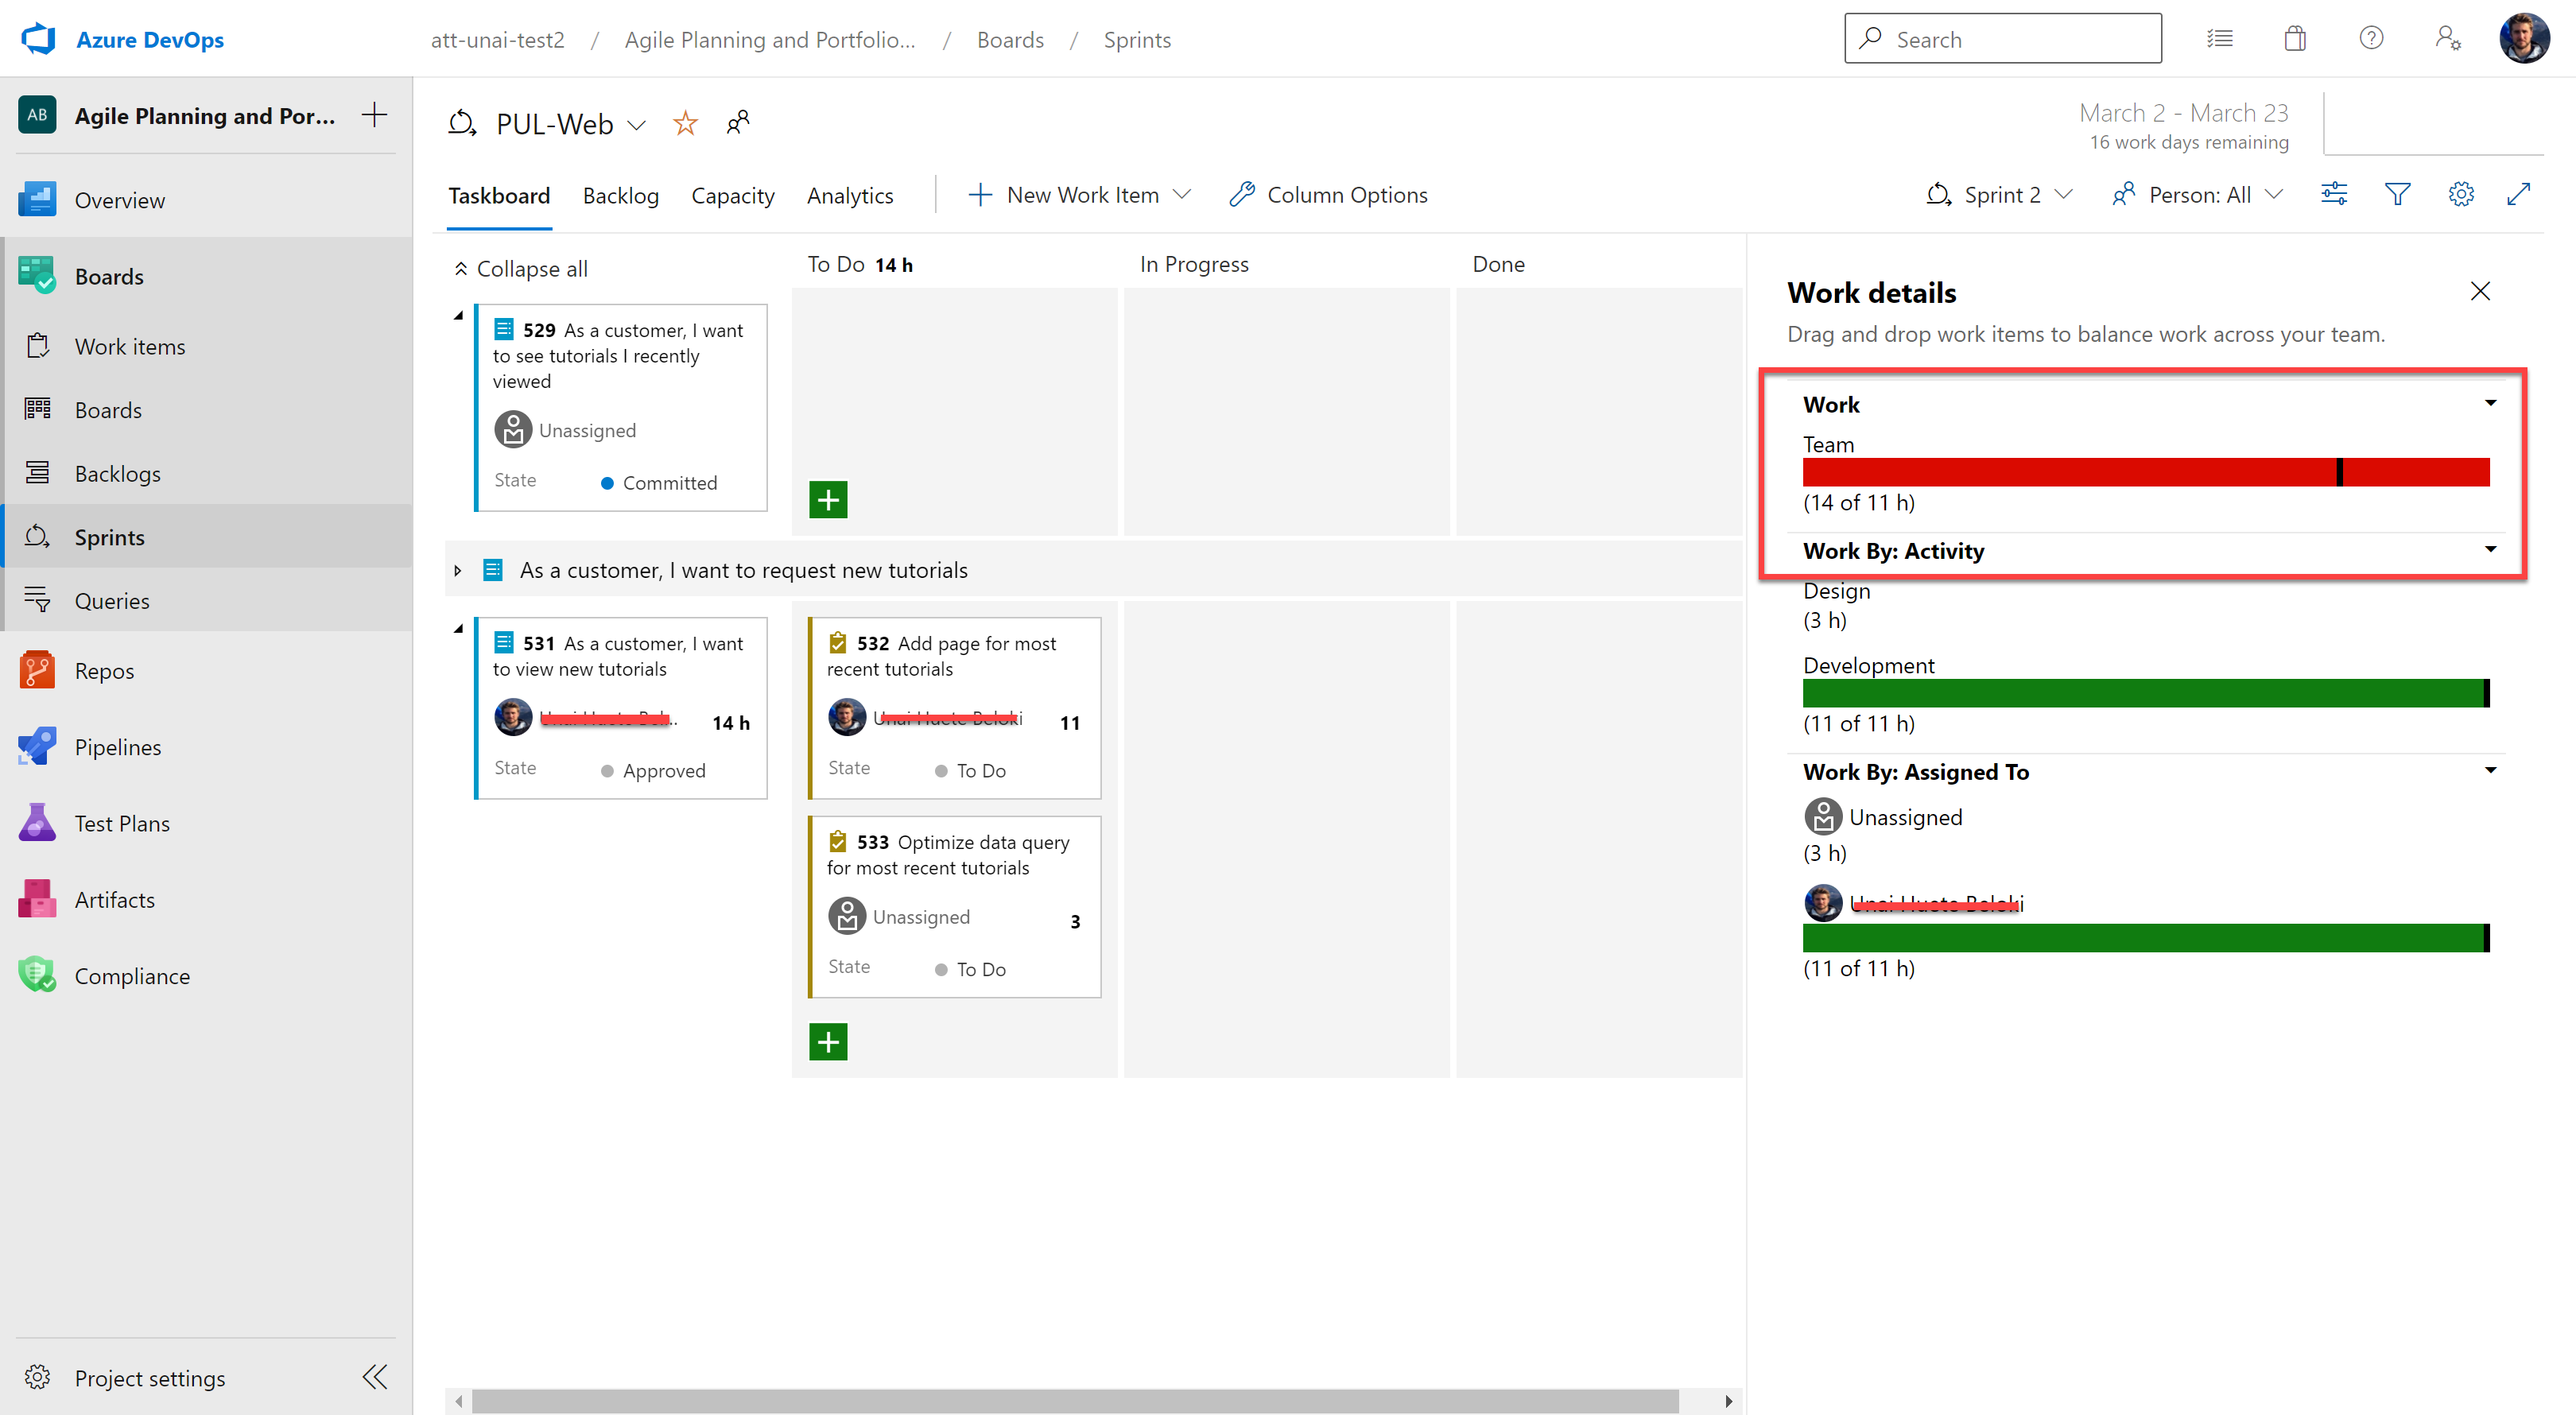 Azure DevOps
att-unai-test2 / Agile Planning and Portfolio... / Boards / Sprints
Search
AB
Agile Planning and Por...
Overview
Boards
Work items
Boards
Backlogs
Sprints
Queries
Repos
Pipelines
Test Plans
Artifacts
Compliance
Project settings
PUL-Web
March 2 - March 23
16 work days remaining
Taskboard
Backlog
Capacity
Analytics
New Work Item
Column Options
Sprint 2
Person: All
Collapse all
To Do 14 h
In Progress
Done
529 As a customer, I want
to see tutorials I recently
viewed
Unassigned
State
Committed
As a customer, I want to request new tutorials
531 As a customer, I want
to view new tutorials
14 h
State
Approved
532 Add page for most
recent tutorials
11
State
To Do
533 Optimize data query
for most recent tutorials
Unassigned
3
State
To Do
Work details
Drag and drop work items to balance work across your team.
Work
Team
(14 of 11 h)
Work By: Activity
Design
(3 h)
Development
(11 of 11 h)
Work By: Assigned To
Unassigned
(3 h)
(11 of 11 h)